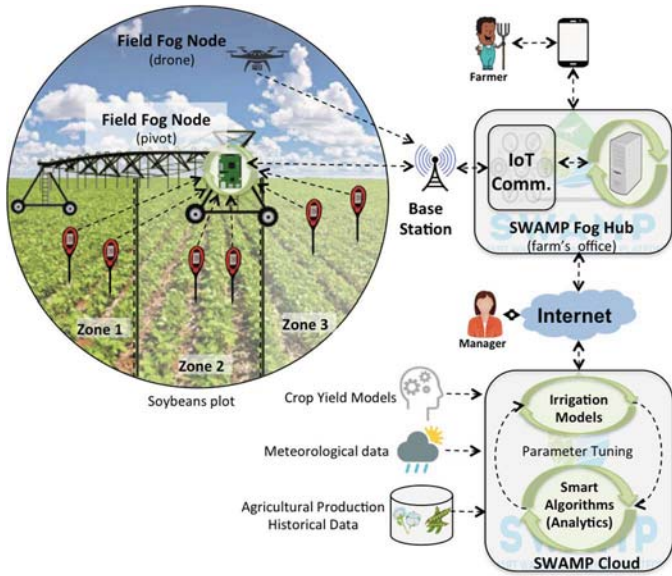 Field Fog Node
(drone)
Field Fog Node
(pivot)
Zone 1
Zone 2
Zone 3
Soybeans plot
Base
Station
Farmer
IoT
Comm.
SWAMP
SWAMP Fog Hub
(farm's office)
Internet
Manager
Crop Yield Models
Meteorological data
Agricultural Production
Historical Data
Irrigation
Models
Parameter Tuning
Smart
Algorithms
(Analytics)
SWAMP
SWAMP Cloud